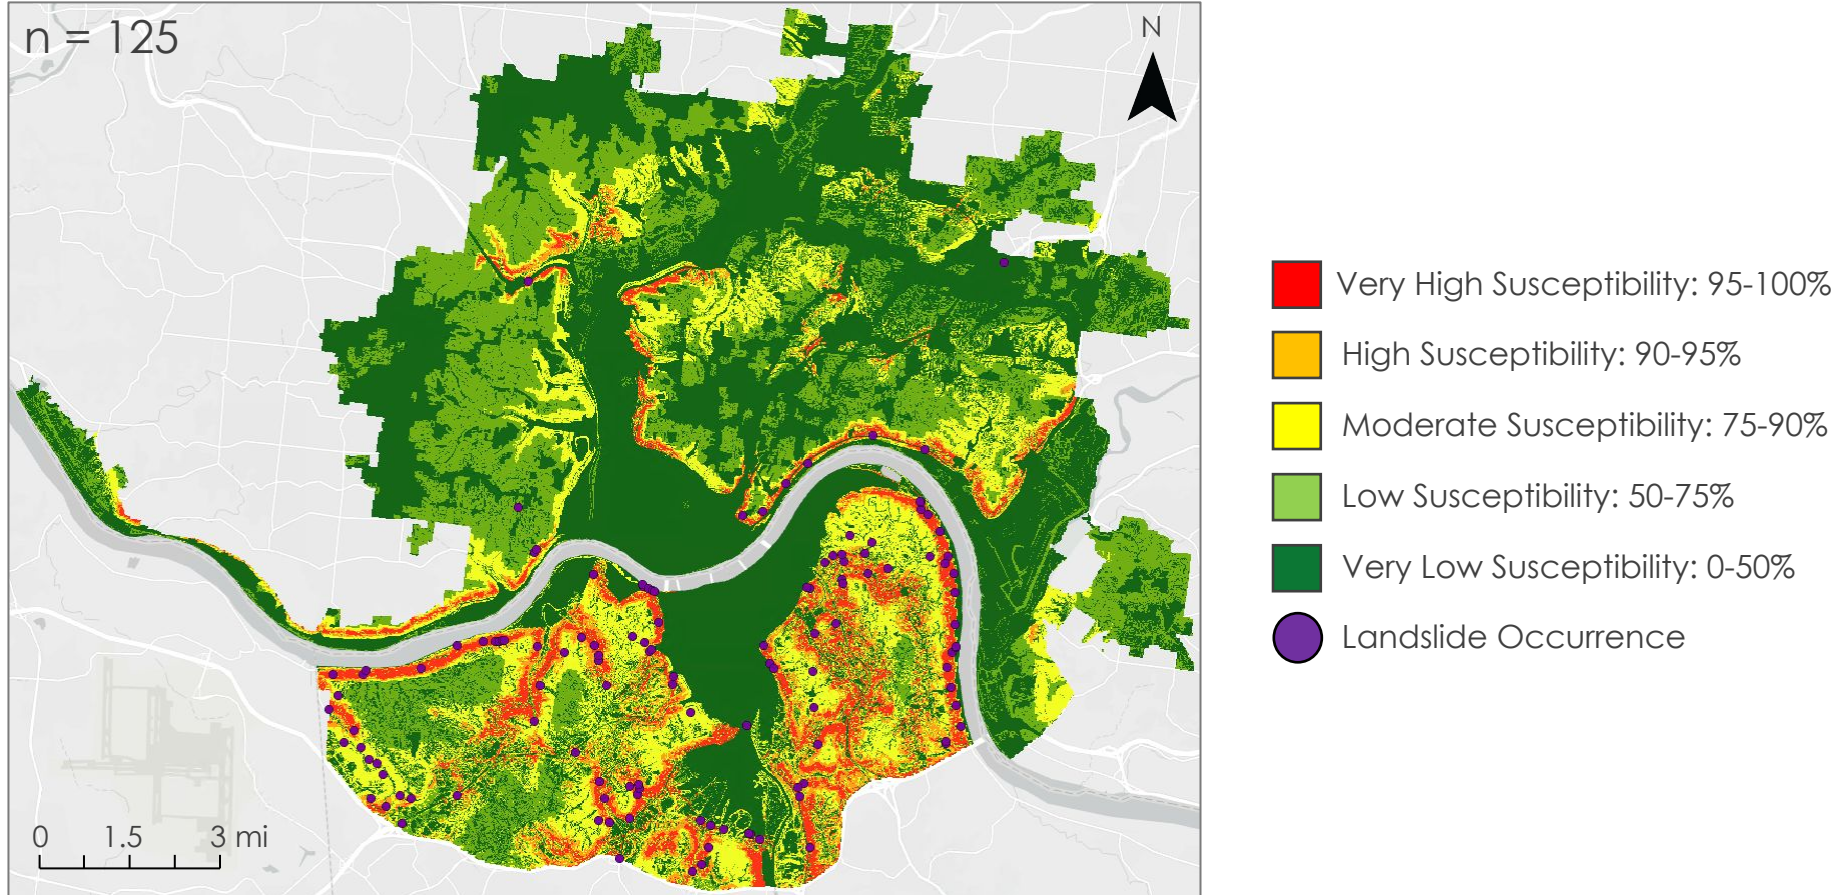 n = 125
N
Very High Susceptibility: 95-100%
High Susceptibility: 90-95%
Moderate Susceptibility: 75-90%
Low Susceptibility: 50-75%
Very Low Susceptibility: 0-50%
Landslide Occurrence
0 1.5 3 mi